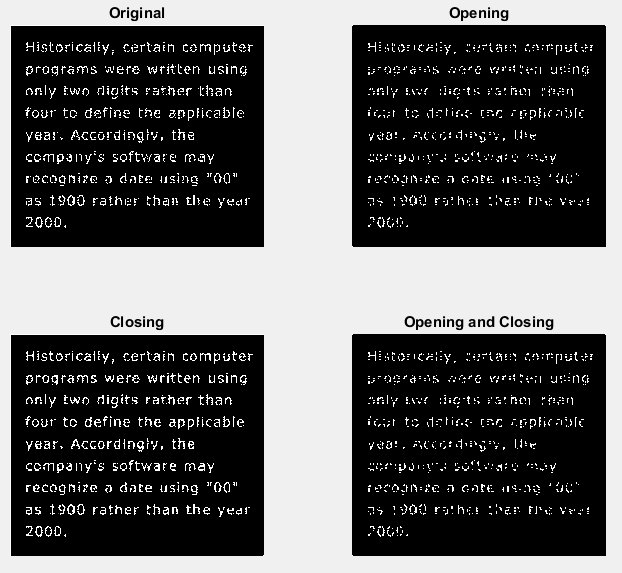 Original
Historically, certain computer
programs were written using
only two digits rather than
four to define the applicable
year. Accordingly, the
company's software may
recognize a date using "00"
as 1900 rather than the year
2000.
Opening
Historically, certain computer
programs were written using
only two digits rather than
four to define the applicable
year. Accordingly, the
company's software may
recognize a date using "00"
as 1900 rather than the year
2000.
Closing
Historically, certain computer
programs were written using
only two digits rather than
four to define the applicable
year. Accordingly, the
company's software may
recognize a date using "00"
as 1900 rather than the year
2000.
Opening and Closing
Historically, certain computer
programs were written using
only two digits rather than
four to define the applicable
year. Accordingly, the
company's software may
recognize a date using "00"
as 1900 rather than the year
2000.